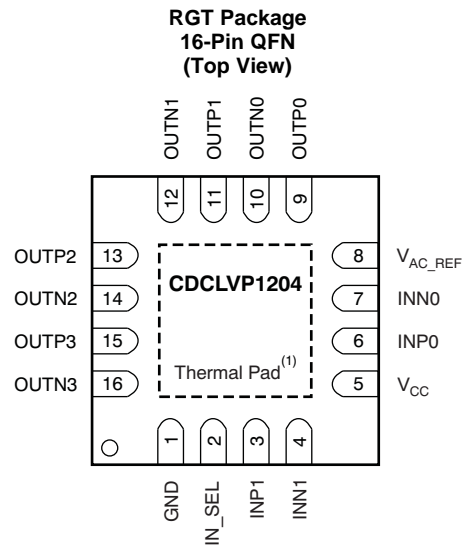 RGT Package
16-Pin QFN
(Top View)
OUTN1
OUTP1
OUTN0
OUTP0
12
11
10
9
OUTP2 13
OUTN2 14
OUTP3 15
OUTN3 16
CDCLVP1204
Thermal Pad(1)
8 VAC_REF
7 INN0
6 INP0
5 VCC
1
2
3
4
GND
IN_SEL
INP1
INN1